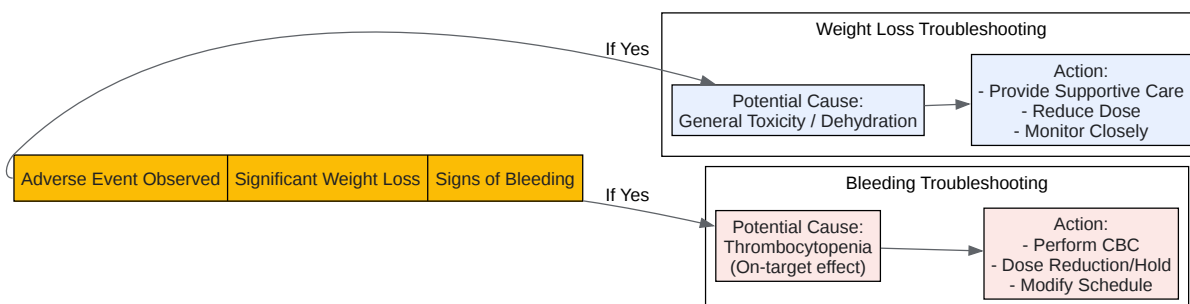 Weight Loss Troubleshooting
If Yes
Potential Cause:
General Toxicity / Dehydration
Action:
- Provide Supportive Care
- Reduce Dose
- Monitor Closely
Adverse Event Observed
Significant Weight Loss
Signs of Bleeding
If Yes
Bleeding Troubleshooting
Potential Cause:
Thrombocytopenia
(On-target effect)
Action:
- Perform CBC
- Dose Reduction/Hold
- Modify Schedule